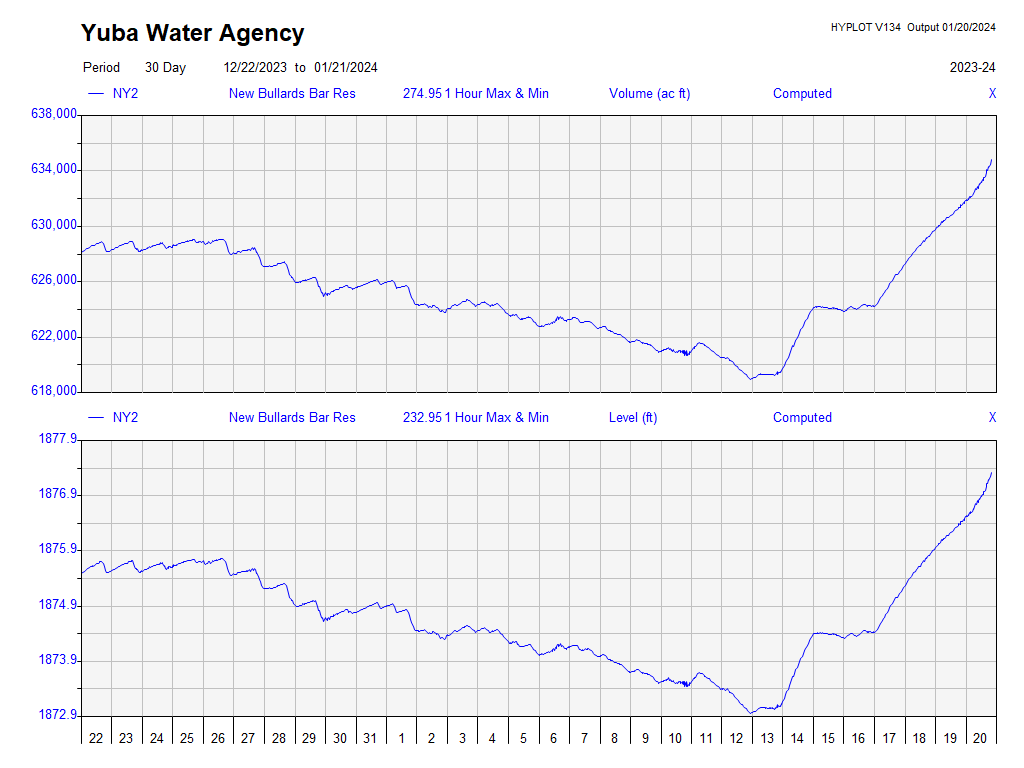 Yuba Water Agency
HYPLOT V134 Output 01/20/2024
Period 30 Day 12/22/2023 to 01/21/2024 2023-24
NY2 New Bullards Bar Res 274.95 1 Hour Max & Min Volume (ac ft) Computed X
638,000
634,000
630,000
626,000
622,000
618,000
NY2 New Bullards Bar Res 232.95 1 Hour Max & Min Level (ft) Computed X
1877.9
1876.9
1875.9
1874.9
1873.9
1872.9
22 23 24 25 26 27 28 29 30 31 1 2 3 4 5 6 7 8 9 10 11 12 13 14 15 16 17 18 19 20